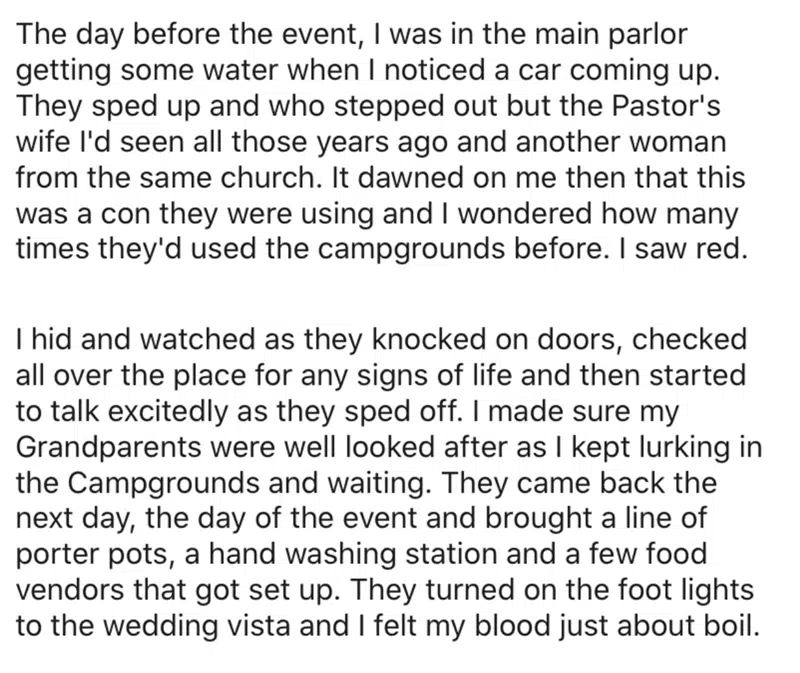 The day before the event, I was in the main parlor
getting some water when I noticed a car coming up.
They sped up and who stepped out but the Pastor's
wife I'd seen all those years ago and another woman
from the same church. It dawned on me then that this
was a con they were using and I wondered how many
times they'd used the campgrounds before. I saw red.
I hid and watched as they knocked on doors, checked
all over the place for any signs of life and then started
to talk excitedly as they sped off. I made sure my
Grandparents were well looked after as I kept lurking in
the Campgrounds and waiting. They came back the
next day, the day of the event and brought a line of
porter pots, a hand washing station and a few food
vendors that got set up. They turned on the foot lights
to the wedding vista and I felt my blood just about boil.